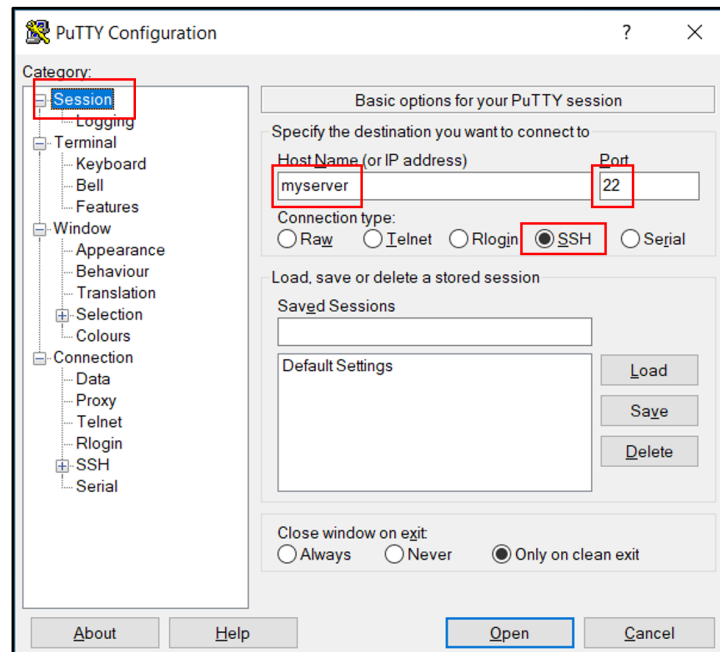 PuTTY Configuration
?
Category:
Session
Logging
Terminal
Keyboard
Bell
Features
Window
Appearance
Behaviour
Translation
Selection
Colours
Connection
Data
Proxy
Telnet
Rlogin
SSH
Serial
Basic options for your PuTTY session
Specify the destination you want to connect to
Host Name (or IP address) Port
myserver 22
Connection type:
Raw Telnet Rlogin SSH Serial
Load, save or delete a stored session
Saved Sessions
Default Settings
Load
Save
Delete
Close window on exit:
Always Never Only on clean exit
About Help Open Cancel